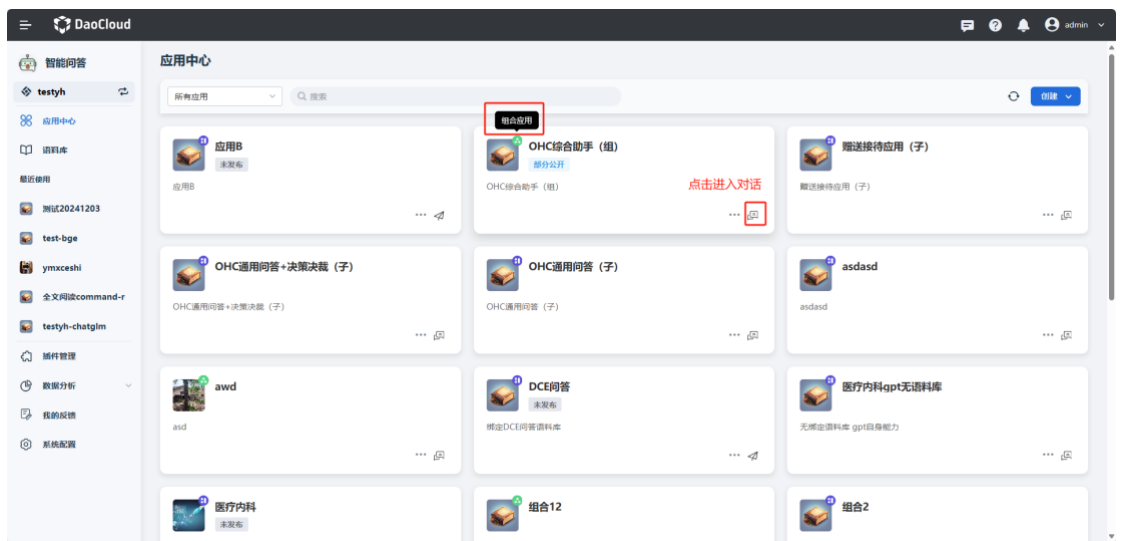 DaoCloud
admin
智能问答
testyh
应用中心
语料库
最近使用
测试20241203
test-bge
ymxceshi
全文阅读command-r
testyh-chatglm
插件管理
数据分析
我的反馈
系统配置
应用中心
所有应用
搜索
创建
应用B
未发布
应用B
组合应用
OHC综合助手（组）
部分公开
OHC综合助手（组）
点击进入对话
赠送接待应用（子）
赠送接待应用（子）
OHC通用问答+决策决裁（子）
OHC通用问答+决策决裁（子）
OHC通用问答（子）
OHC通用问答（子）
asdasd
asdasd
awd
asd
DCE问答
未发布
绑定DCE问答语料库
医疗内科gpt无语料库
无绑定语料库 gpt自身能力
医疗内科
未发布
组合12
组合2